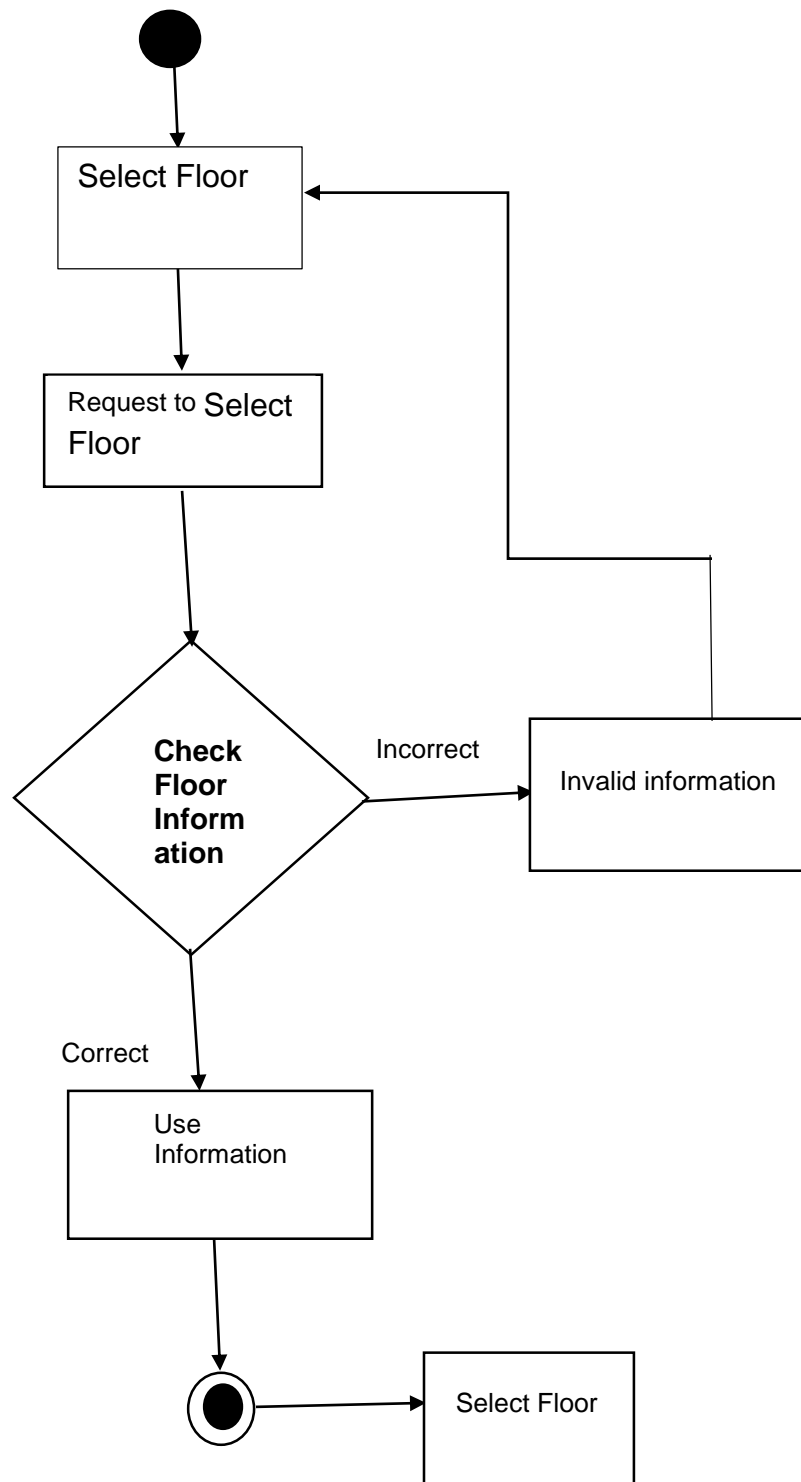 Select Floor
Request to Select
Floor
Check
Floor
Inform
ation
Incorrect
Invalid information
Correct
Use
Information
Select Floor